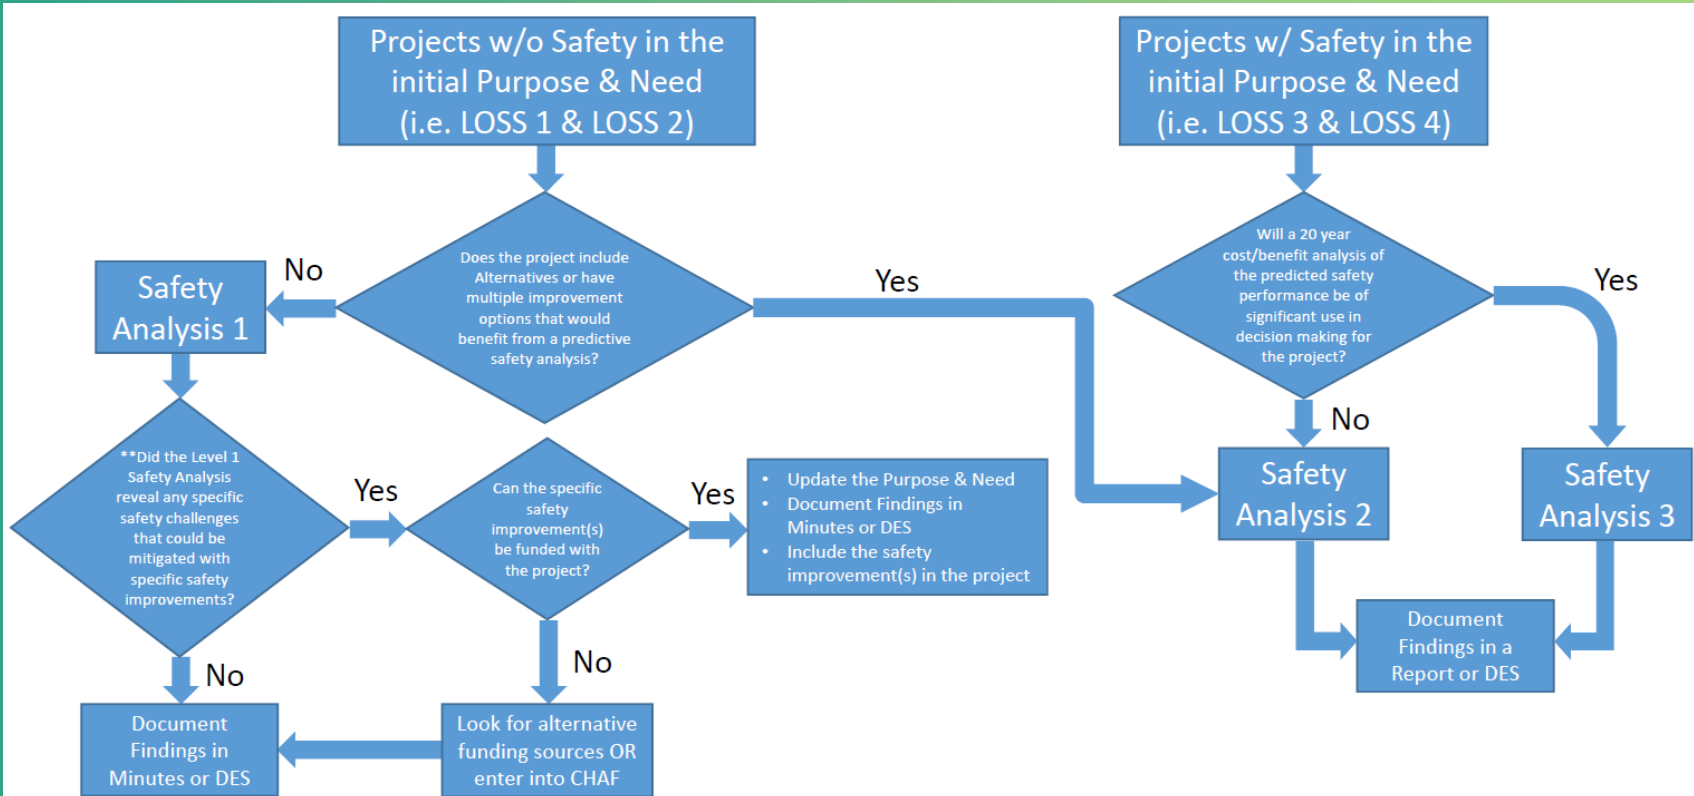 Projects w/o Safety in the
initial Purpose & Need
(i.e. LOSS 1 & LOSS 2)
Projects w/ Safety in the
initial Purpose & Need
(i.e. LOSS 3 & LOSS 4)
Does the project include
Alternatives or have
multiple improvement
options that would
benefit from a predictive
safety analysis?
No
Yes
Safety
Analysis 1
Will a 20 year
cost/benefit analysis of
the predicted safety
performance be of
significant use in
decision making for
the project?
Yes
No
**Did the Level 1
Safety Analysis
reveal any specific
safety challenges
that could be
mitigated with
specific safety
improvements?
Yes
Can the specific
safety
improvement(s)
be funded with
the project?
Yes
• Update the Purpose & Need
• Document Findings in
Minutes or DES
• Include the safety
improvement(s) in the project
Safety
Analysis 2
Safety
Analysis 3
No
No
Document
Findings in
Minutes or DES
Look for alternative
funding sources OR
enter into CHAF
Document
Findings in a
Report or DES